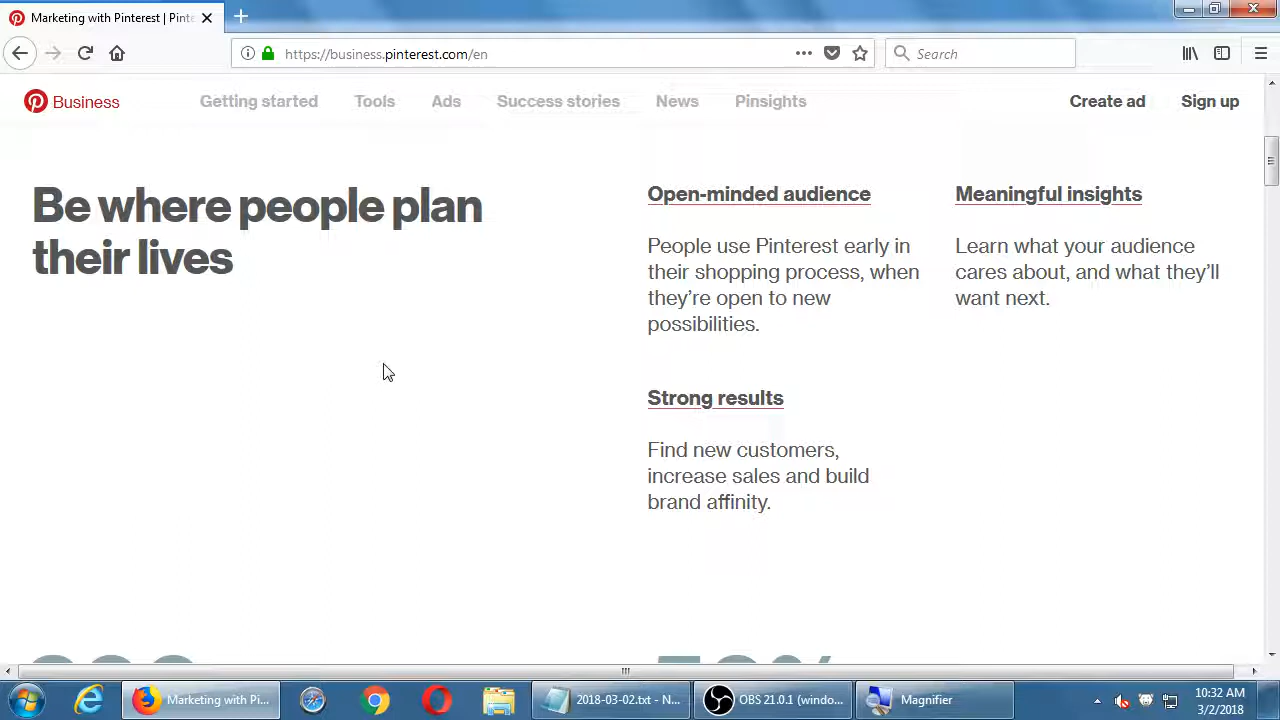 Marketing with Pinterest | Pinte
https://business.pinterest.com/en
Search
Business
Getting started
Tools
Ads
Success stories
News
Pinsights
Create ad
Sign up
Be where people plan
their lives
Open-minded audience
People use Pinterest early in
their shopping process, when
they’re open to new
possibilities.
Meaningful insights
Learn what your audience
cares about, and what they’ll
want next.
Strong results
Find new customers,
increase sales and build
brand affinity.
Marketing with Pi...
2018-03-02.txt - N...
OBS 21.0.1 (windo...
Magnifier
10:32 AM
3/2/2018